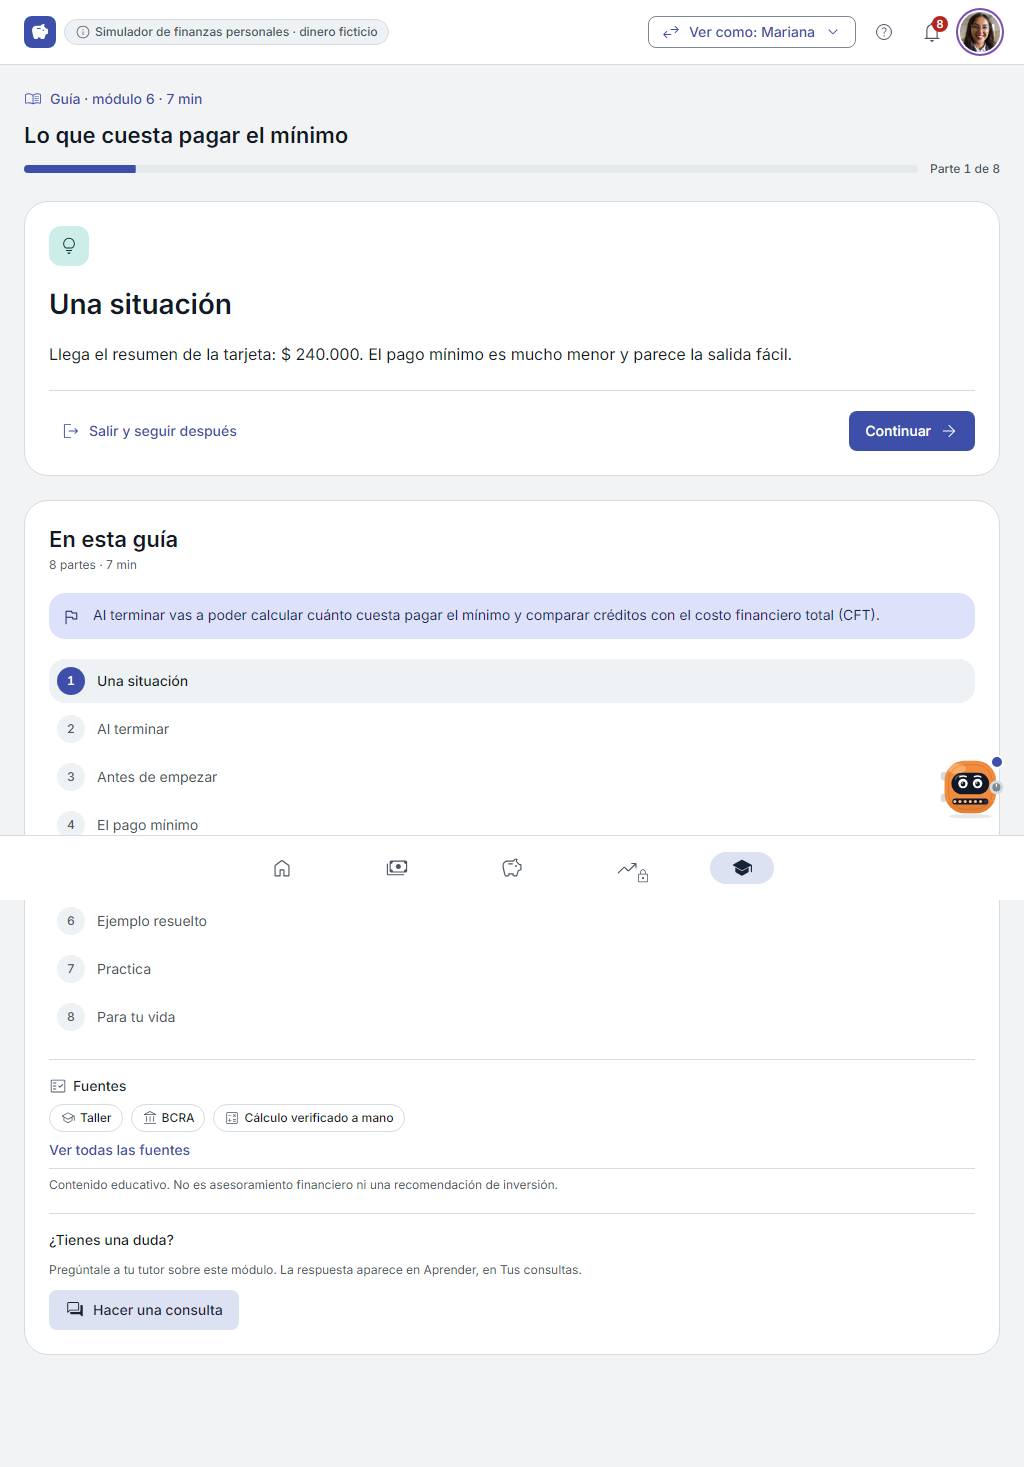 Simulador de finanzas personales · dinero ficticio
Ver como: Mariana
8
Guía · módulo 6 · 7 min
Lo que cuesta pagar el mínimo
Parte 1 de 8
Una situación
Llega el resumen de la tarjeta: $ 240.000. El pago mínimo es mucho menor y parece la salida fácil.
Salir y seguir después
Continuar
En esta guía
8 partes · 7 min
Al terminar vas a poder calcular cuánto cuesta pagar el mínimo y comparar créditos con el costo financiero total (CFT).
1 Una situación
2 Al terminar
3 Antes de empezar
4 El pago mínimo
6 Ejemplo resuelto
7 Practica
8 Para tu vida
Fuentes
Taller
BCRA
Cálculo verificado a mano
Ver todas las fuentes
Contenido educativo. No es asesoramiento financiero ni una recomendación de inversión.
¿Tienes una duda?
Pregúntale a tu tutor sobre este módulo. La respuesta aparece en Aprender, en Tus consultas.
Hacer una consulta